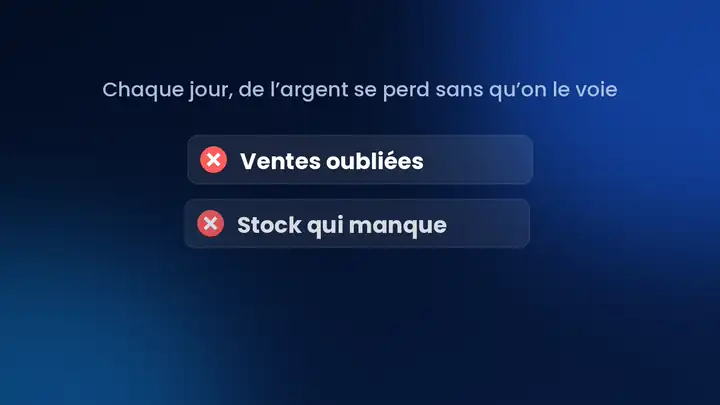 Chaque jour, de l’argent se perd sans qu’on le voie
Ventes oubliées
Stock qui manque